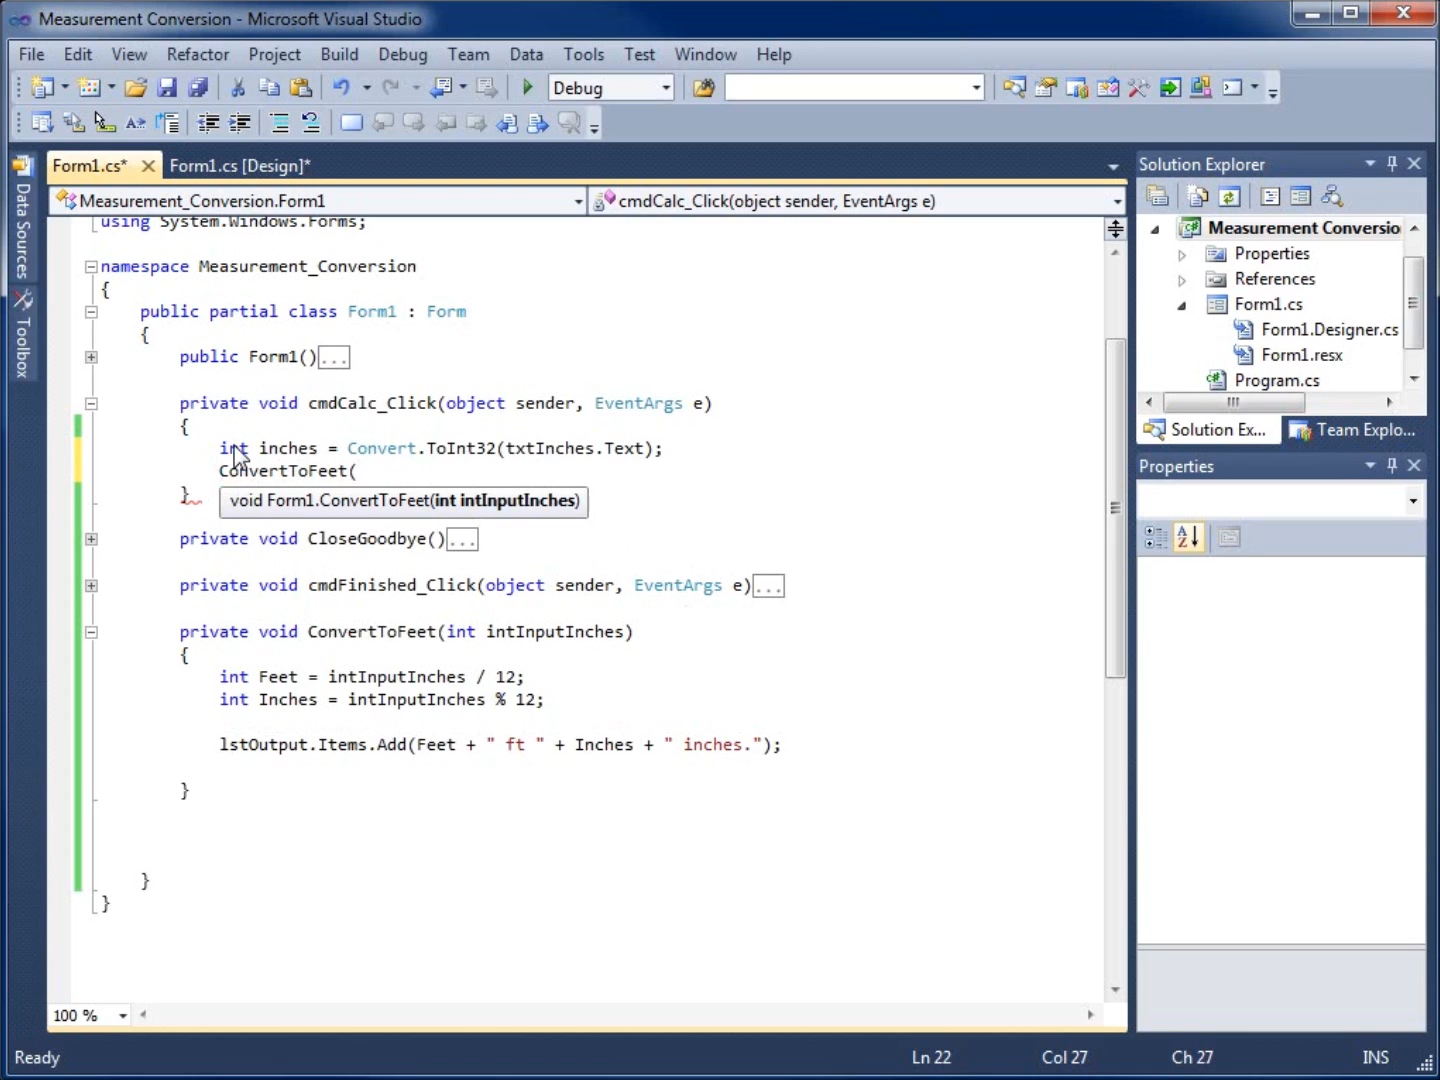 Measurement Conversion - Microsoft Visual Studio
File Edit View Refactor Project Build Debug Team Data Tools Test Window Help
Debug
Form1.cs* Form1.cs [Design]*
Measurement_Conversion.Form1 cmdCalc_Click(object sender, EventArgs e)
Data Sources
Toolbox
using System.Windows.Forms;
namespace Measurement_Conversion
{
public partial class Form1 : Form
{
public Form1()...
private void cmdCalc_Click(object sender, EventArgs e)
{
int inches = Convert.ToInt32(txtInches.Text);
ConvertToFeet(
}
void Form1.ConvertToFeet(int intInputInches)
private void CloseGoodbye()...
private void cmdFinished_Click(object sender, EventArgs e)...
private void ConvertToFeet(int intInputInches)
{
int Feet = intInputInches / 12;
int Inches = intInputInches % 12;
lstOutput.Items.Add(Feet + " ft " + Inches + " inches.");
}
}
}
100 %
Solution Explorer
Measurement Conversio
Properties
References
Form1.cs
Form1.Designer.cs
Form1.resx
Program.cs
Solution Ex... Team Explo...
Properties
Ready Ln 22 Col 27 Ch 27 INS